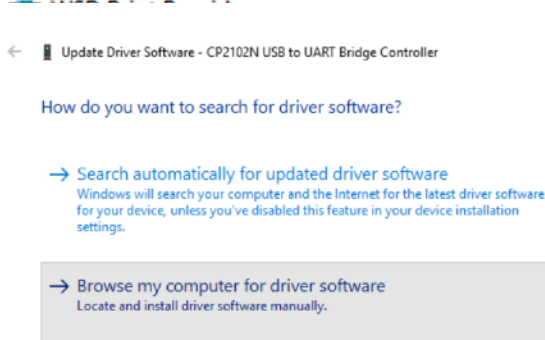 Update Driver Software - CP2102N USB to UART Bridge Controller
How do you want to search for driver software?
→ Search automatically for updated driver software
Windows will search your computer and the Internet for the latest driver software
for your device, unless you've disabled this feature in your device installation
settings.
→ Browse my computer for driver software
Locate and install driver software manually.